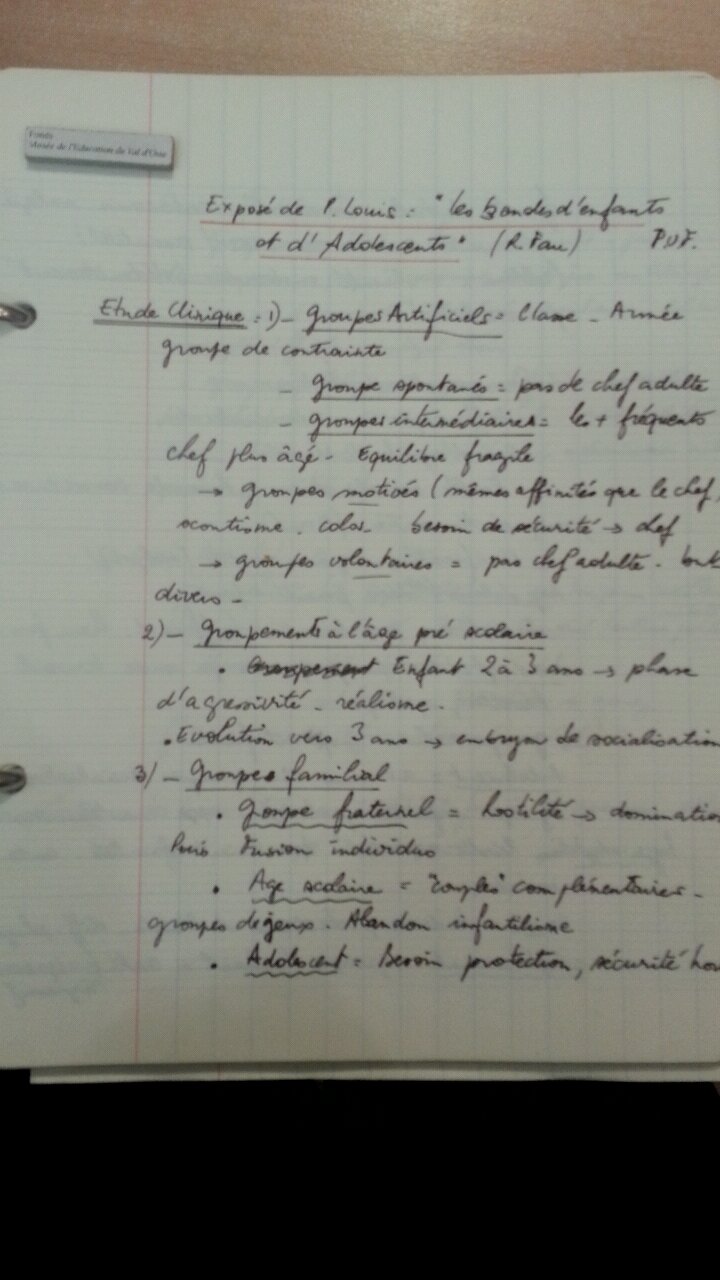 Fonds
Musée de l'Education du Val d'Oise
Exposé de P. Louis : "les bandes d'enfants
et d'Adolescents" (R. Fau) P.U.F.
Etude Clinique : 1) - groupes Artificiels = Classe - Armée
groupe de contrainte
- groupe spontanés = pas de chef adulte
- groupes intermédiaires = les + fréquents
chef plus âgé - Equilibre fragile
→ groupes motivés (mêmes affinités que le chef,
scoutisme. colos. besoin de sécurité → chef
→ groupes volontaires = pas chef adulte.
divers -
2) - Groupements à l'âge pré scolaire
• Groupement Enfant 2 à 3 ans → phase
d'agressivité - réalisme.
• Evolution vers 3 ans → embryon de socialisation
3) - Groupes familial
• Goupe fraternel = hostilité → domination
Puis Fusion individus
• Age scolaire = "couples" complémentaires -
groupes de jeux. Abandon infantilisme
• Adolescent = Besoin protection, sécurité